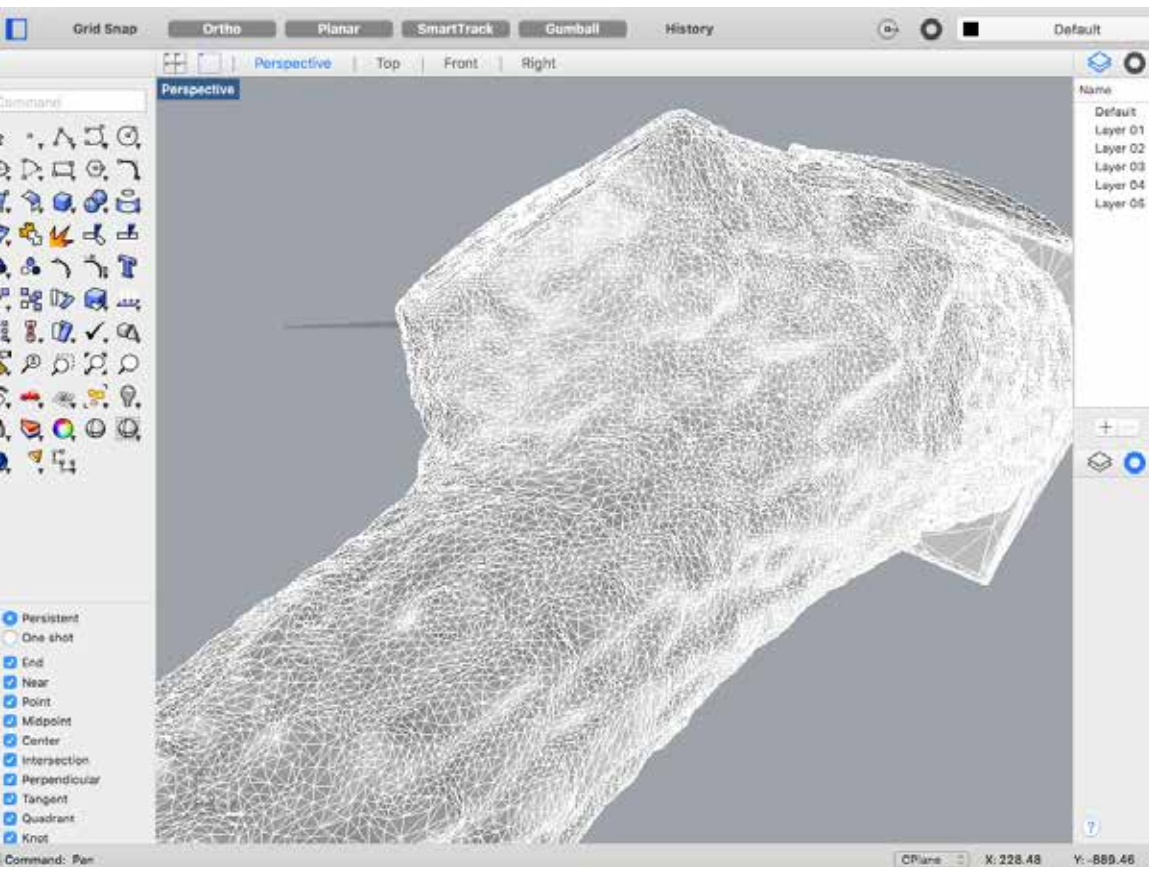 Grid Snap Ortho Planar SmartTrack Gumball History Default
Perspective | Top | Front | Right
Perspective
Command
Name
Default
Layer 01
Layer 02
Layer 03
Layer 04
Layer 05
Persistent
One shot
End
Near
Point
Midpoint
Center
Intersection
Perpendicular
Tangent
Quadrant
Knot
Command: Pan CPlane X: 228.48 Y: -889.46